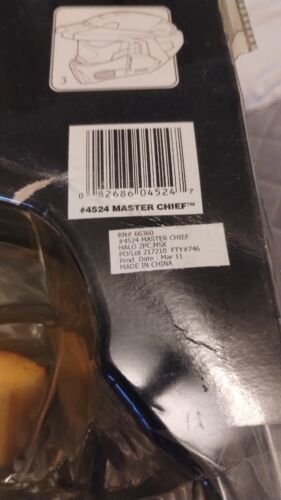 3
0 82686 04524 7
#4524 MASTER CHIEF™
RN# 66360
#4524 MASTER CHIEF
HALO 2PC.MSK
PO/Lot 217210 FTY#746
Prod. Date : Mar 11
MADE IN CHINA